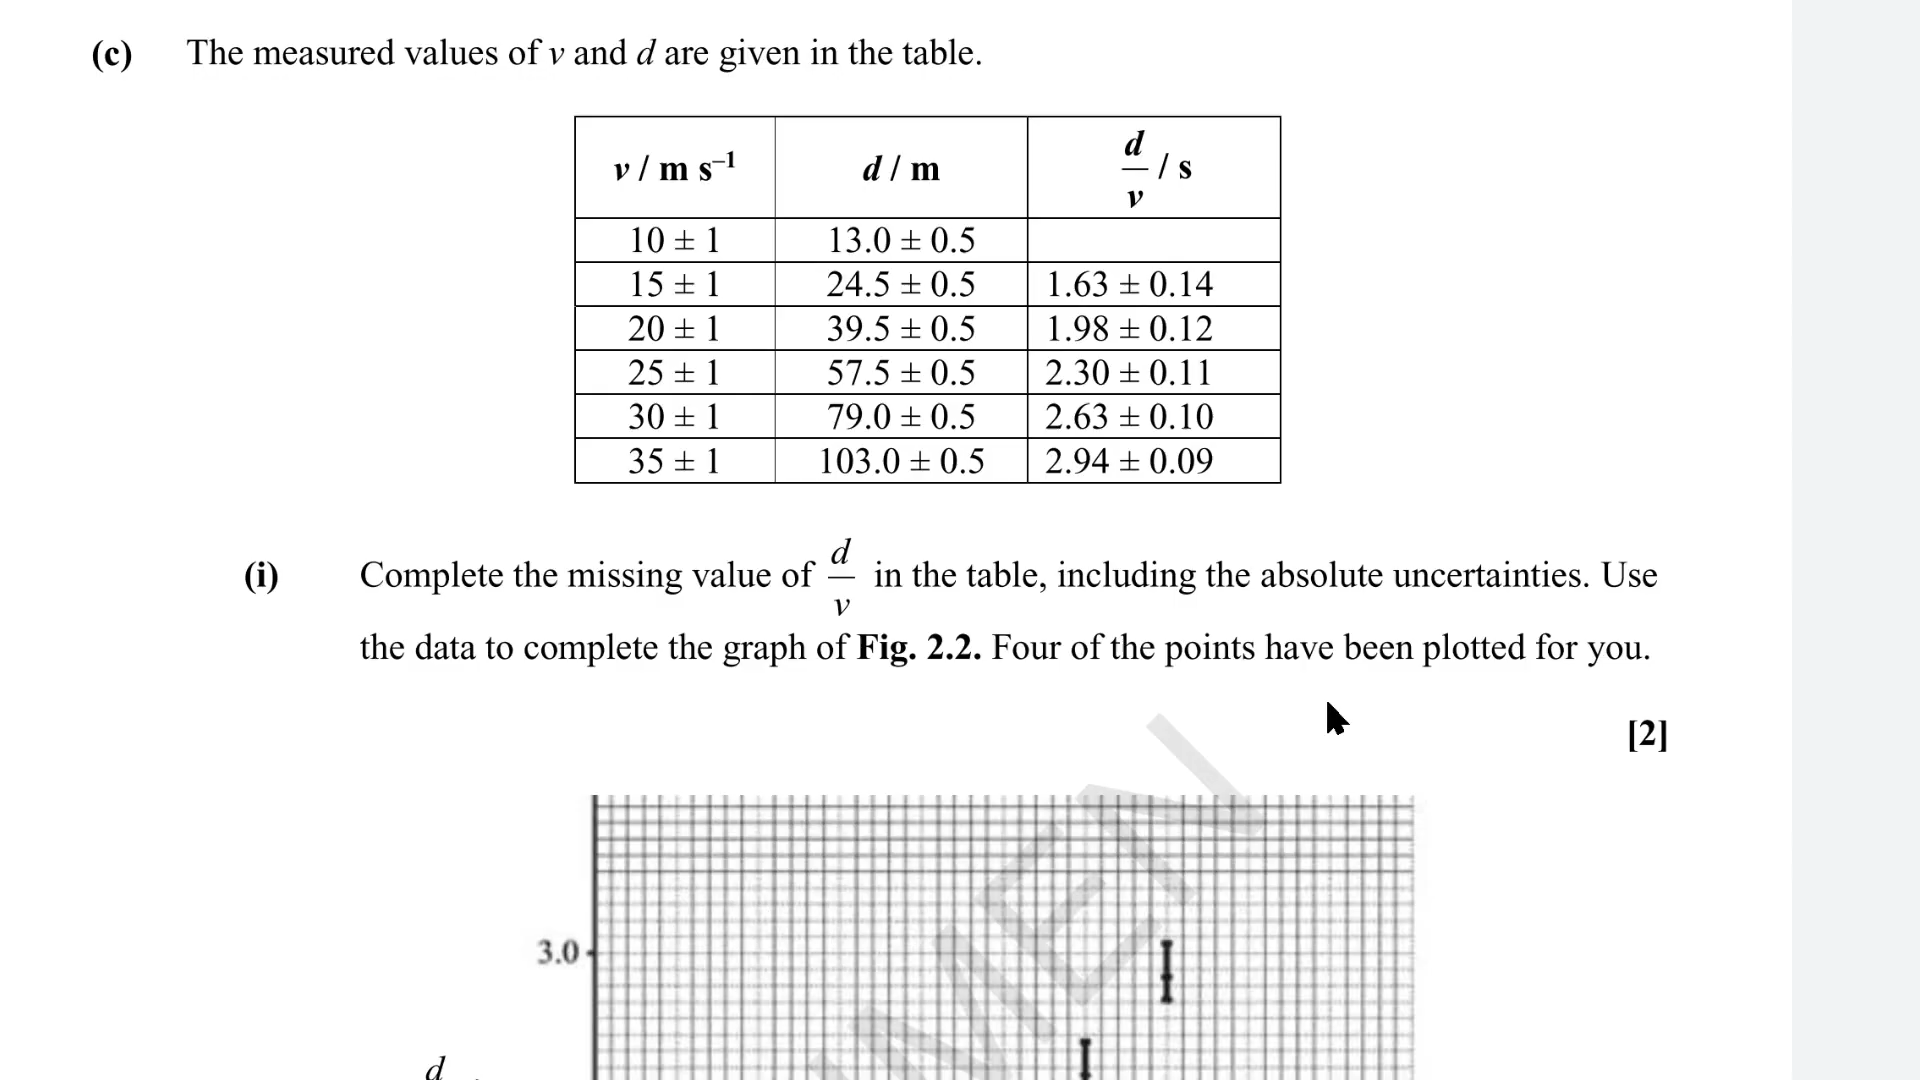 (c) The measured values of v and d are given in the table.
v / m s⁻¹ d / m d/v / s
10 ± 1 13.0 ± 0.5
15 ± 1 24.5 ± 0.5 1.63 ± 0.14
20 ± 1 39.5 ± 0.5 1.98 ± 0.12
25 ± 1 57.5 ± 0.5 2.30 ± 0.11
30 ± 1 79.0 ± 0.5 2.63 ± 0.10
35 ± 1 103.0 ± 0.5 2.94 ± 0.09
(i) Complete the missing value of d/v in the table, including the absolute uncertainties. Use
the data to complete the graph of Fig. 2.2. Four of the points have been plotted for you.
[2]
3.0
d